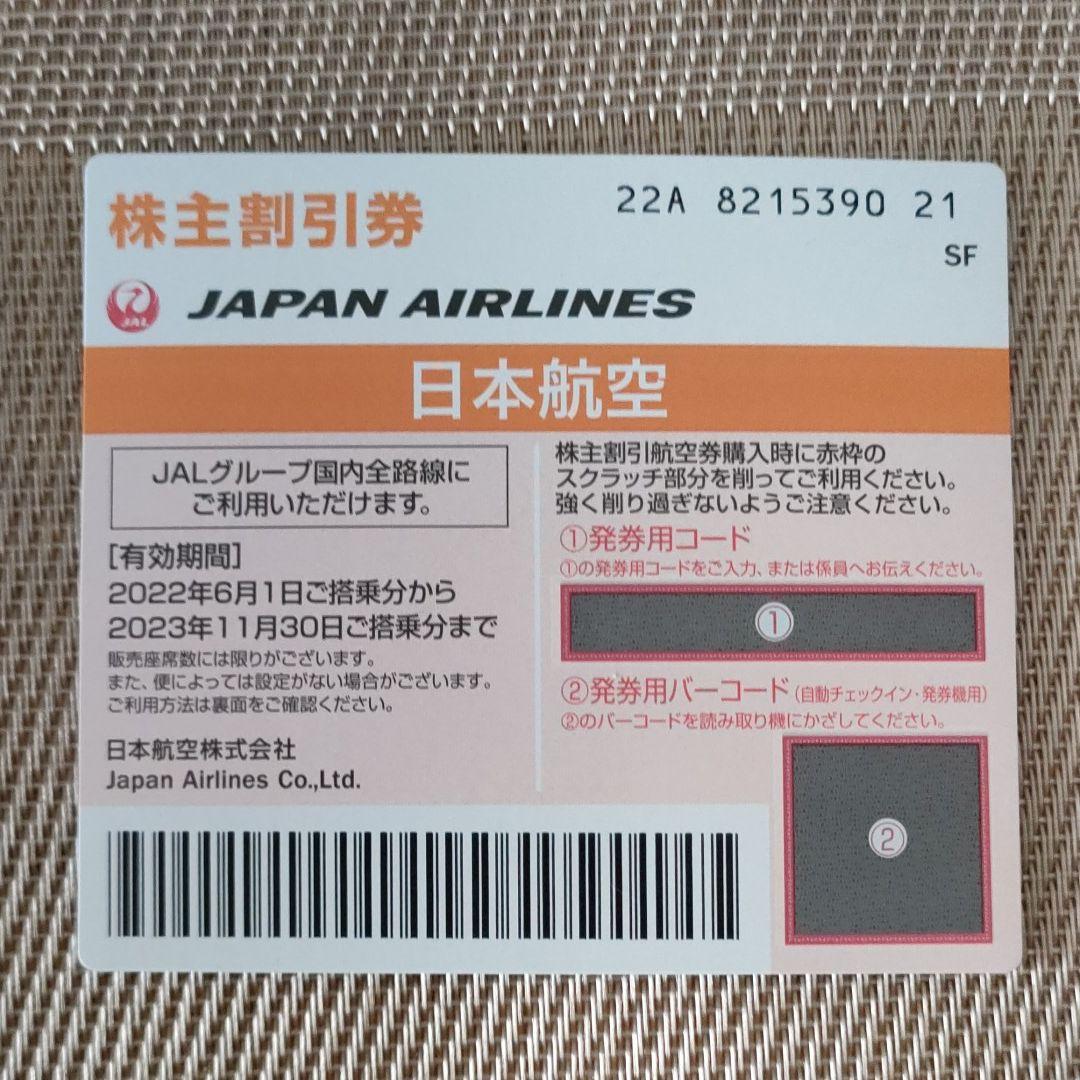 株主割引券
22A 8215390 21
SF
JAL
JAPAN AIRLINES
日本航空
JALグループ国内全路線に
ご利用いただけます。
[有効期間]
2022年6月1日ご搭乗分から
2023年11月30日ご搭乗分まで
販売座席数には限りがございます。
また、便によっては設定がない場合がございます。
ご利用方法は裏面をご確認ください。
日本航空株式会社
Japan Airlines Co.,Ltd.
株主割引航空券購入時に赤枠の
スクラッチ部分を削ってご利用ください。
強く削り過ぎないようご注意ください。
①発券用コード
①の発券用コードをご入力、または係員へお伝えください。
①
②発券用バーコード(自動チェックイン・発券機用)
②のバーコードを読み取り機にかざしてください。
②